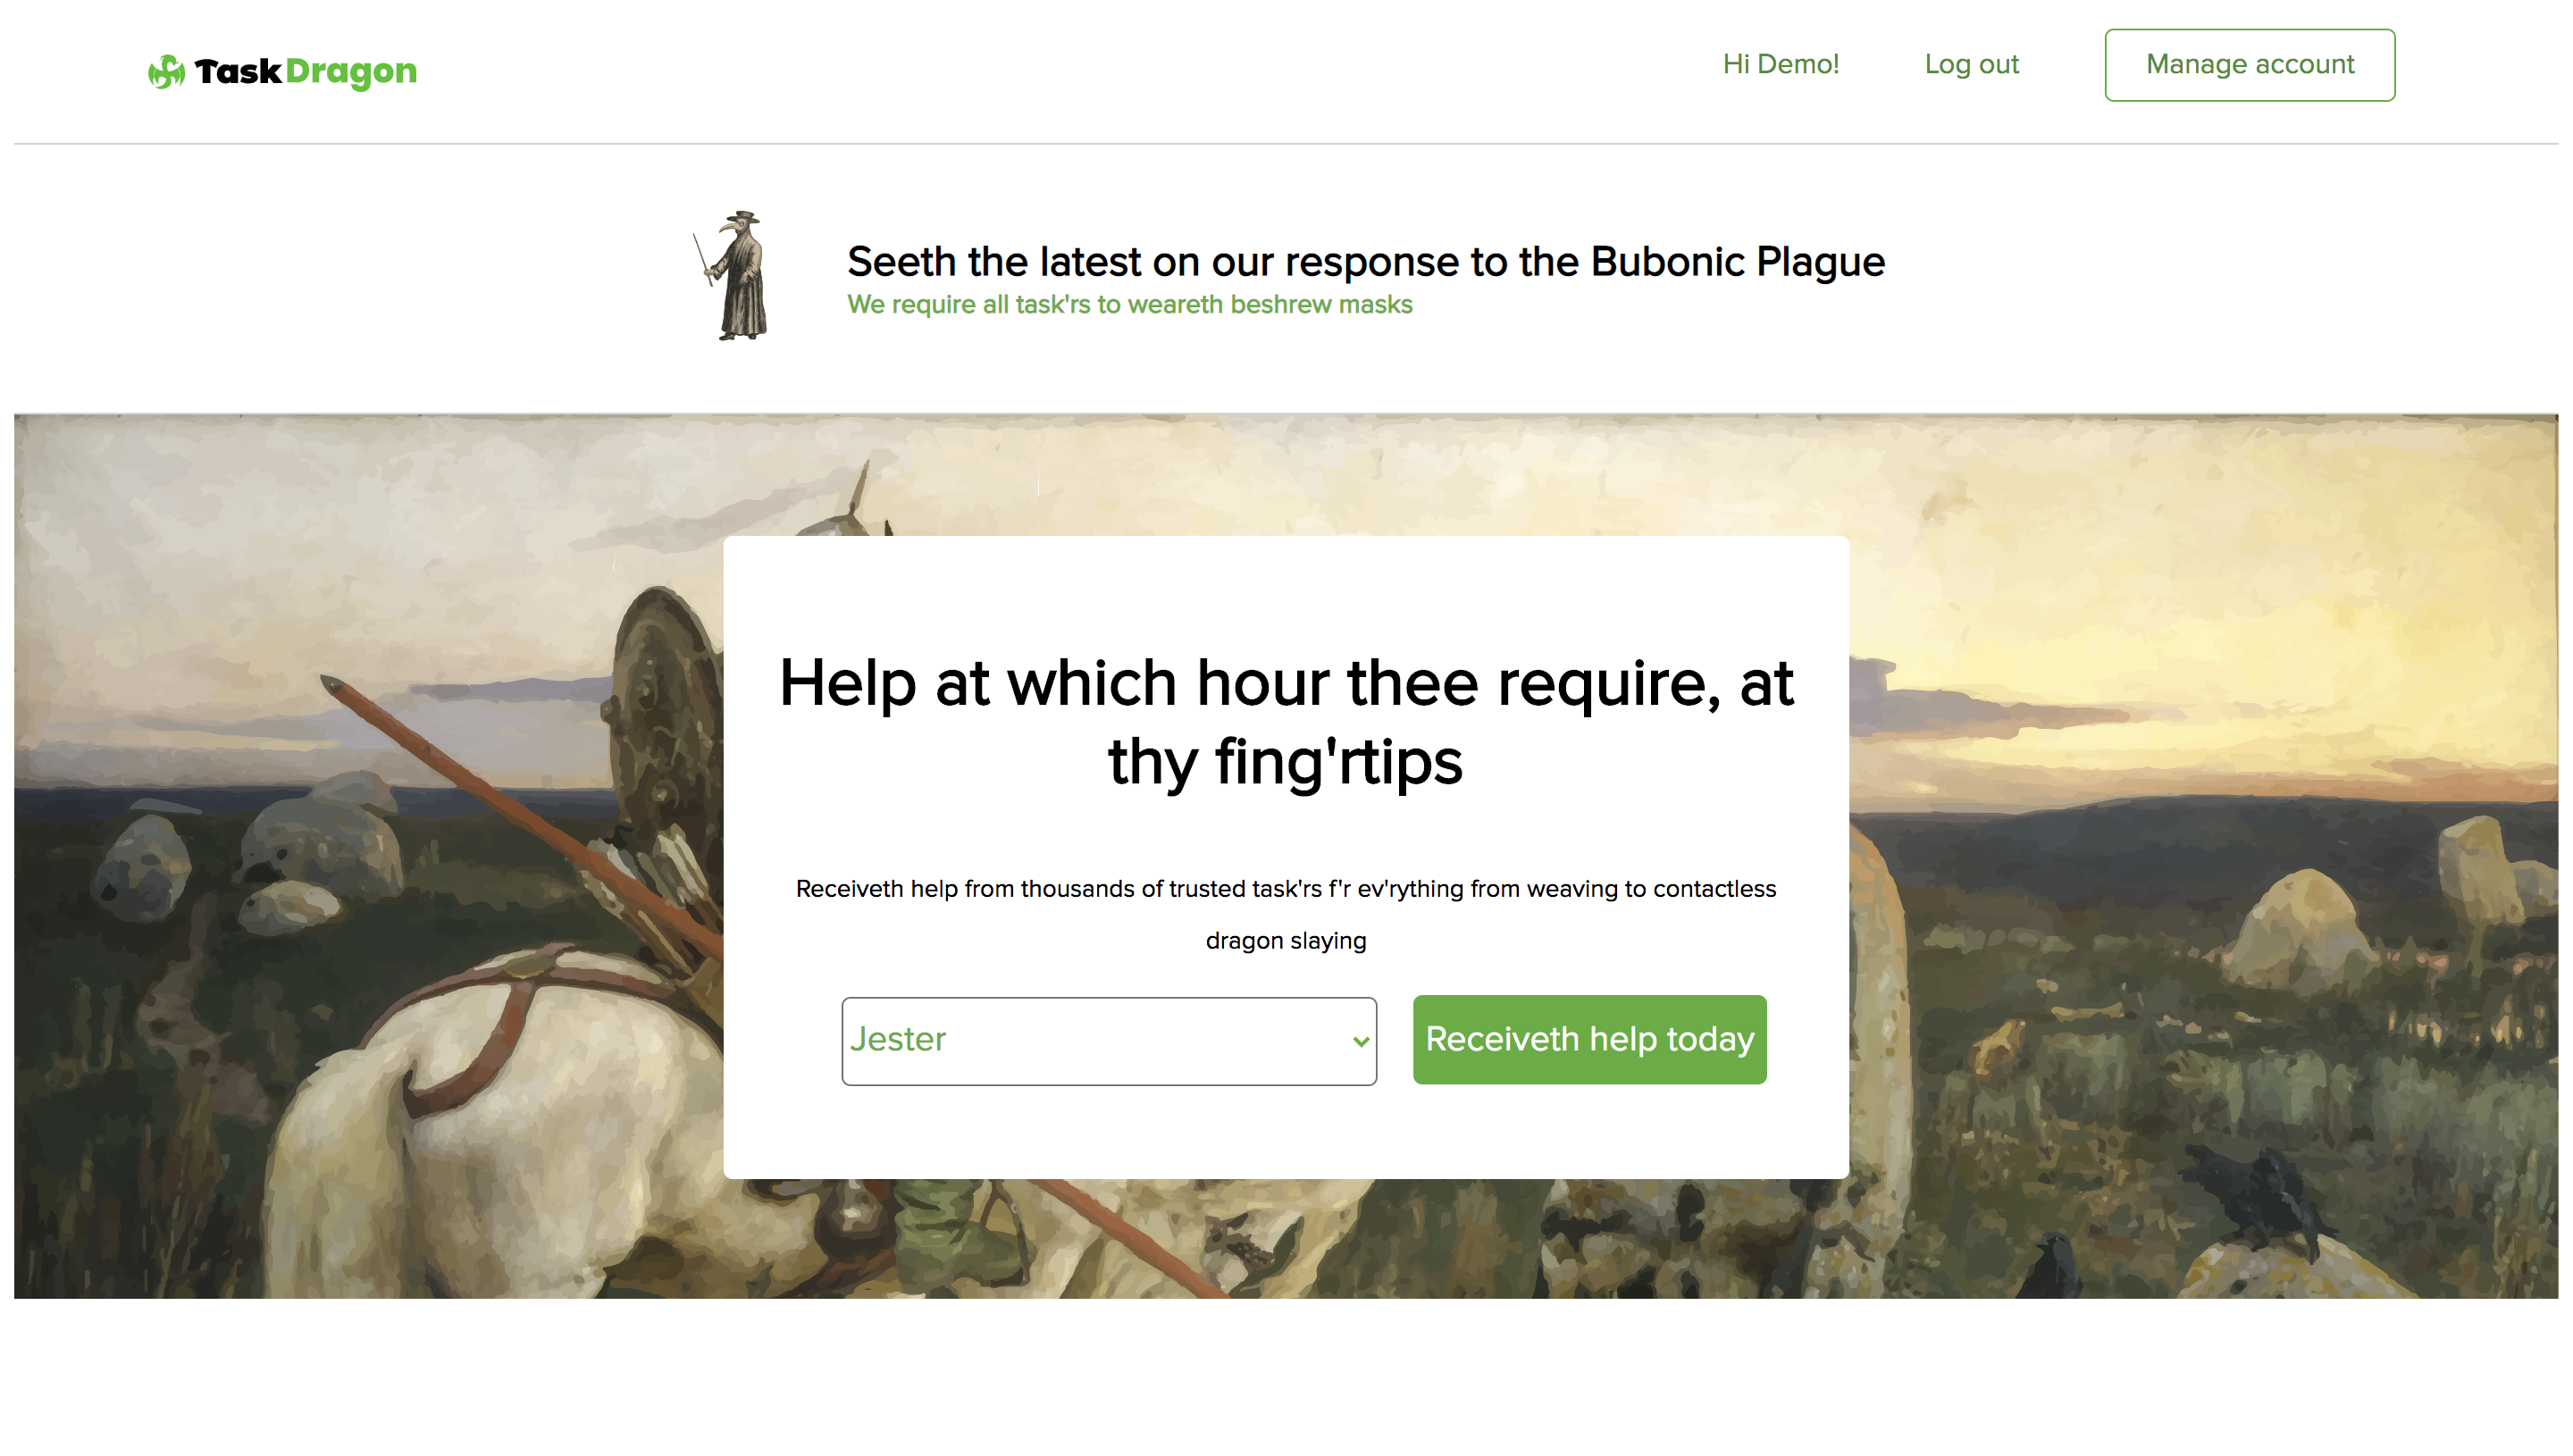 TaskDragon
Hi Demo!
Log out
Manage account
Seeth the latest on our response to the Bubonic Plague
We require all task'rs to weareth beshrew masks
Help at which hour thee require, at
thy fing'rtips
Receiveth help from thousands of trusted task'rs f'r ev'rything from weaving to contactless
dragon slaying
Jester
Receiveth help today